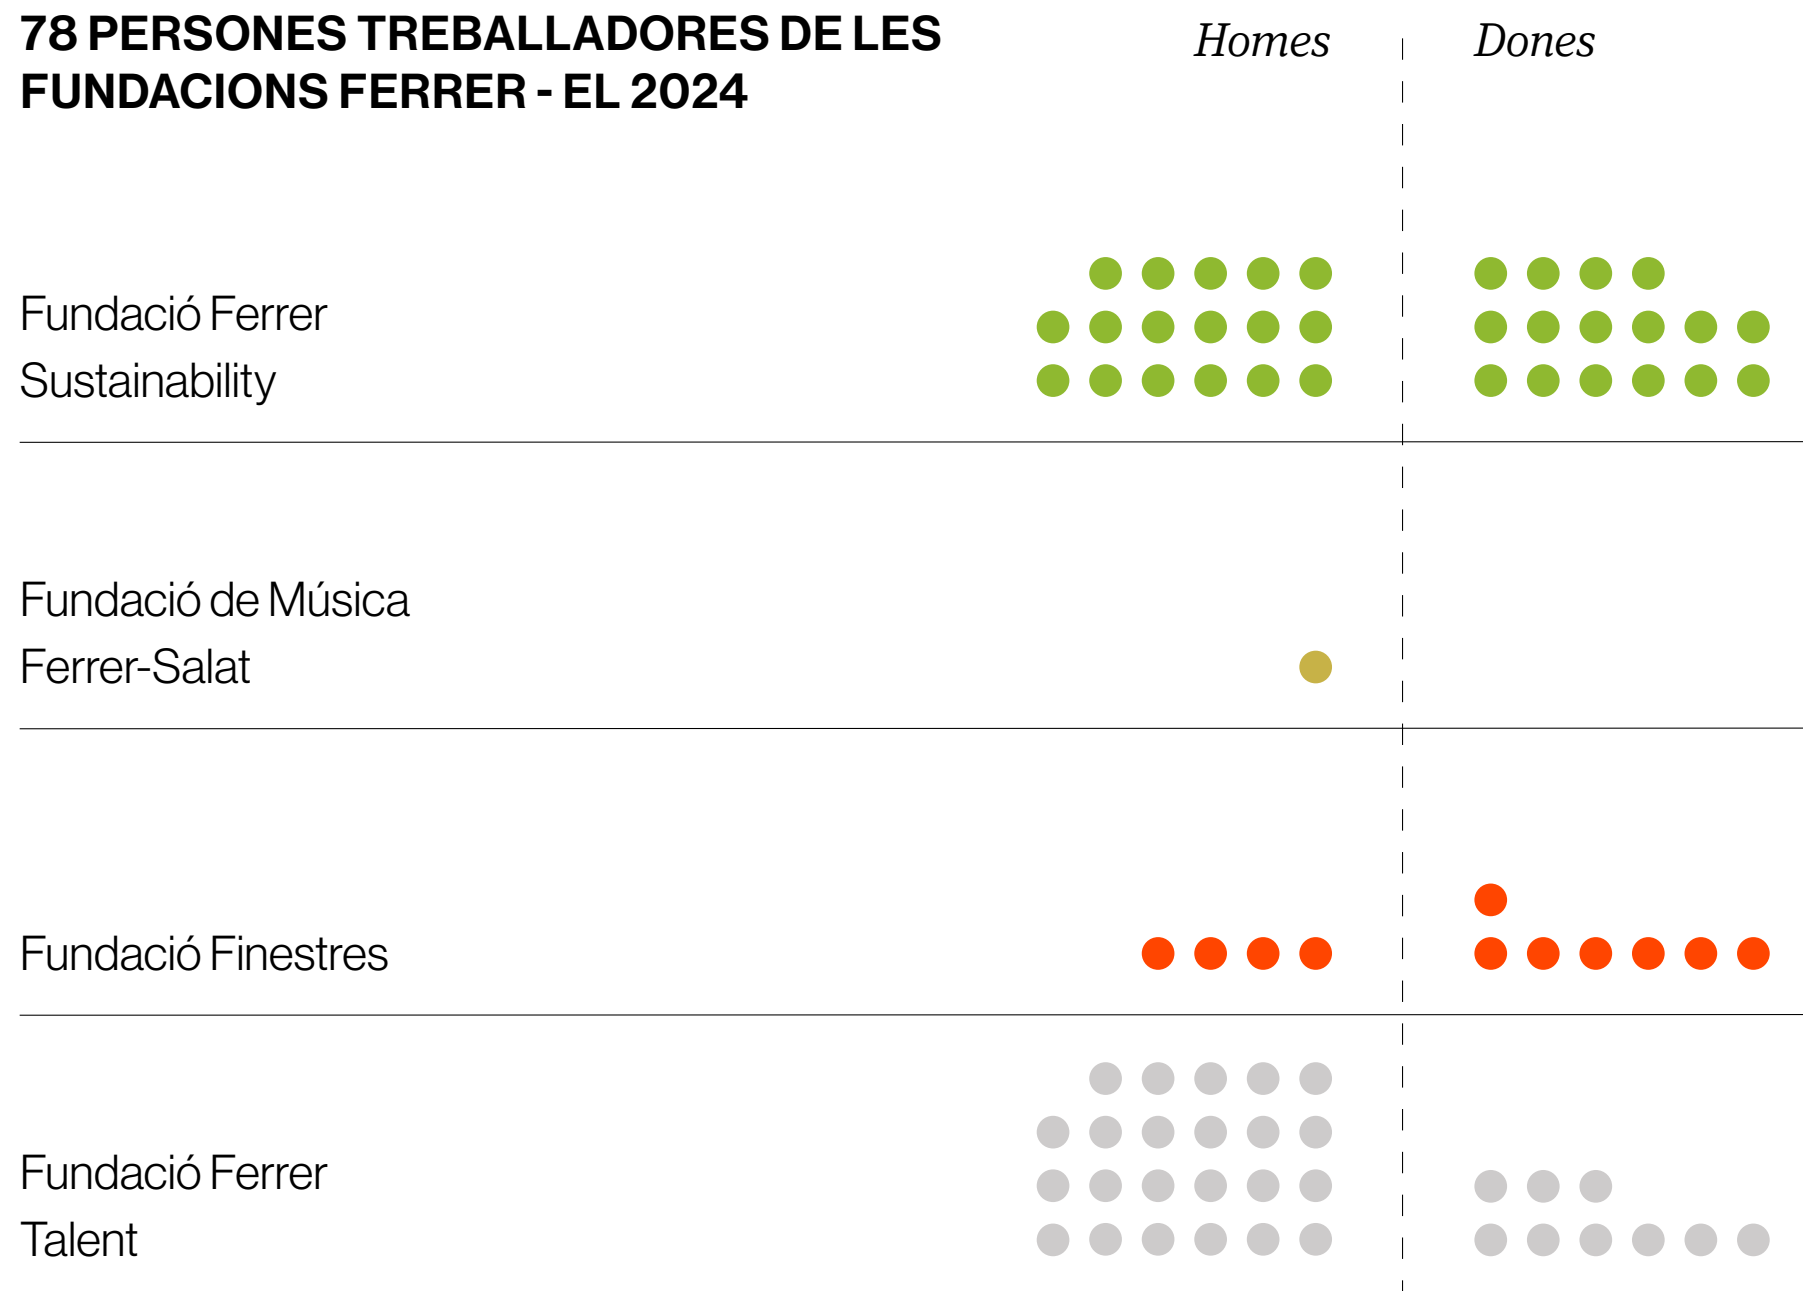 78 PERSONES TREBALLADORES DE LES
FUNDACIONS FERRER - EL 2024
Homes
Dones
Fundació Ferrer
Sustainability
Fundació de Música
Ferrer-Salat
Fundació Finestres
Fundació Ferrer
Talent